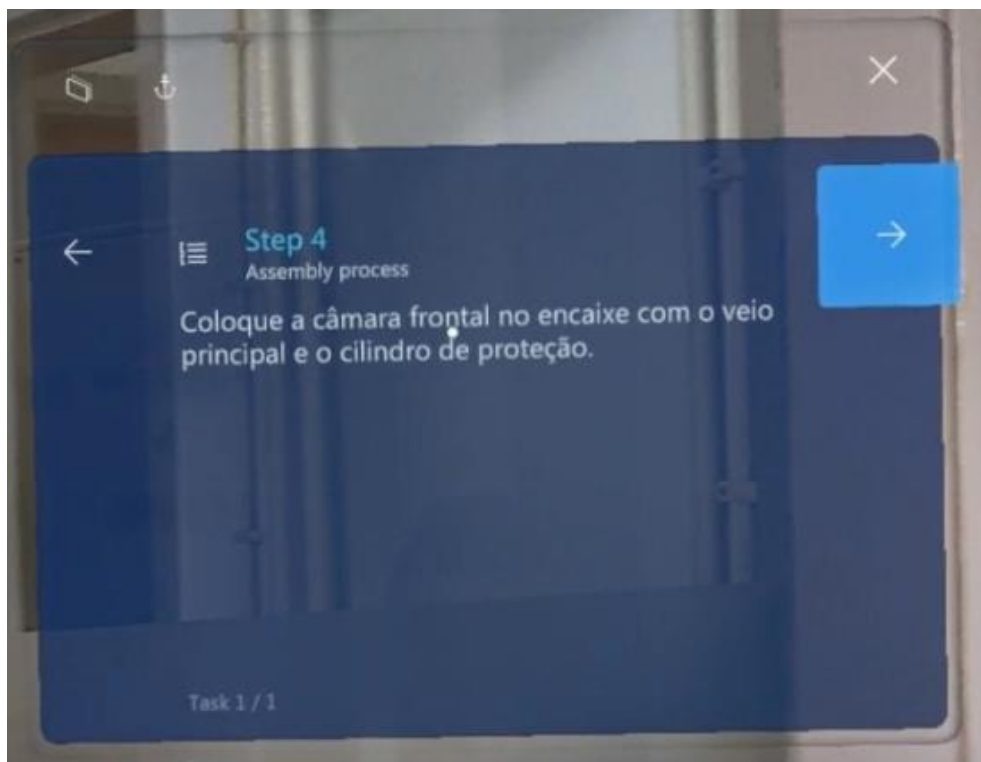 Step 4
Assembly process
Coloque a câmara frontal no encaixe com o veio
principal e o cilindro de proteção.
Task 1 / 1